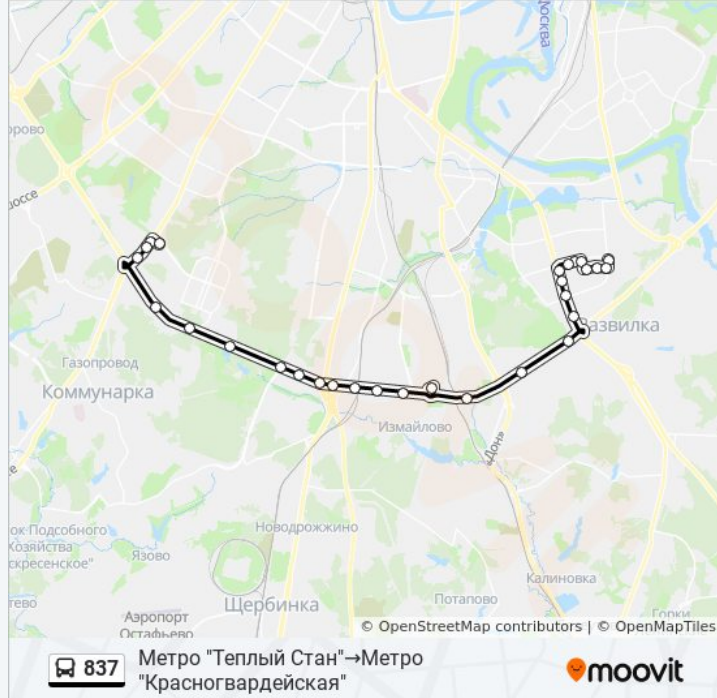 Москва
орово
шоссе
Развилка
Газопровод
Коммунарка
Измайлово
«Дон»
ок Подсобного
Хозяйства
скресенское"
Новодрожжино
Язово
Калиновка
тево
Щербинка
Потапово
Горки
Аэропорт
Остафьево
© OpenStreetMap contributors | © OpenMapTiles
837
Метро "Теплый Стан"→Метро
"Красногвардейская"
moovit